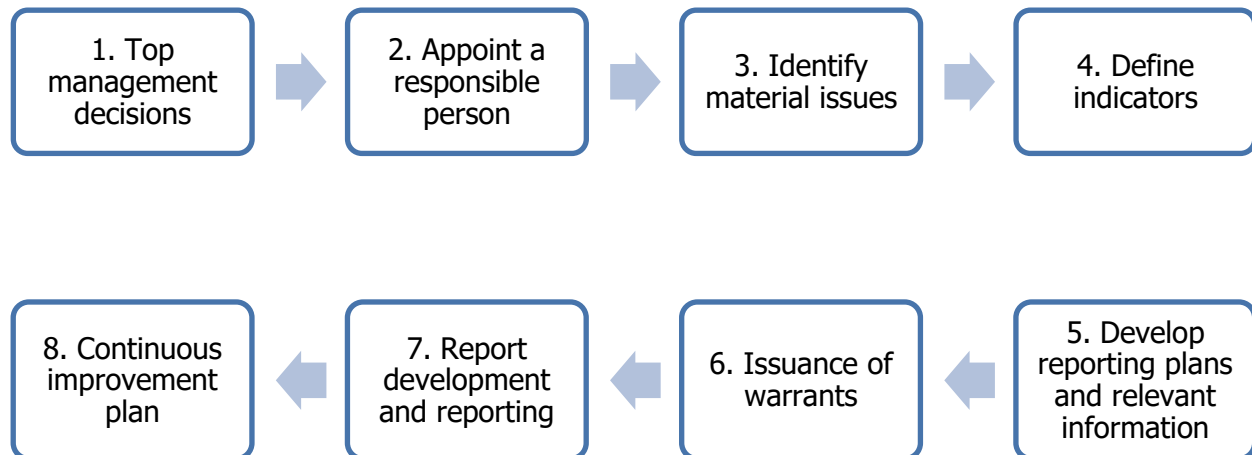 1. Top
management
decisions
2. Appoint a
responsible
person
3. Identify
material issues
4. Define
indicators
5. Develop
reporting plans
and relevant
information
6. Issuance of
warrants
7. Report
development
and reporting
8. Continuous
improvement
plan